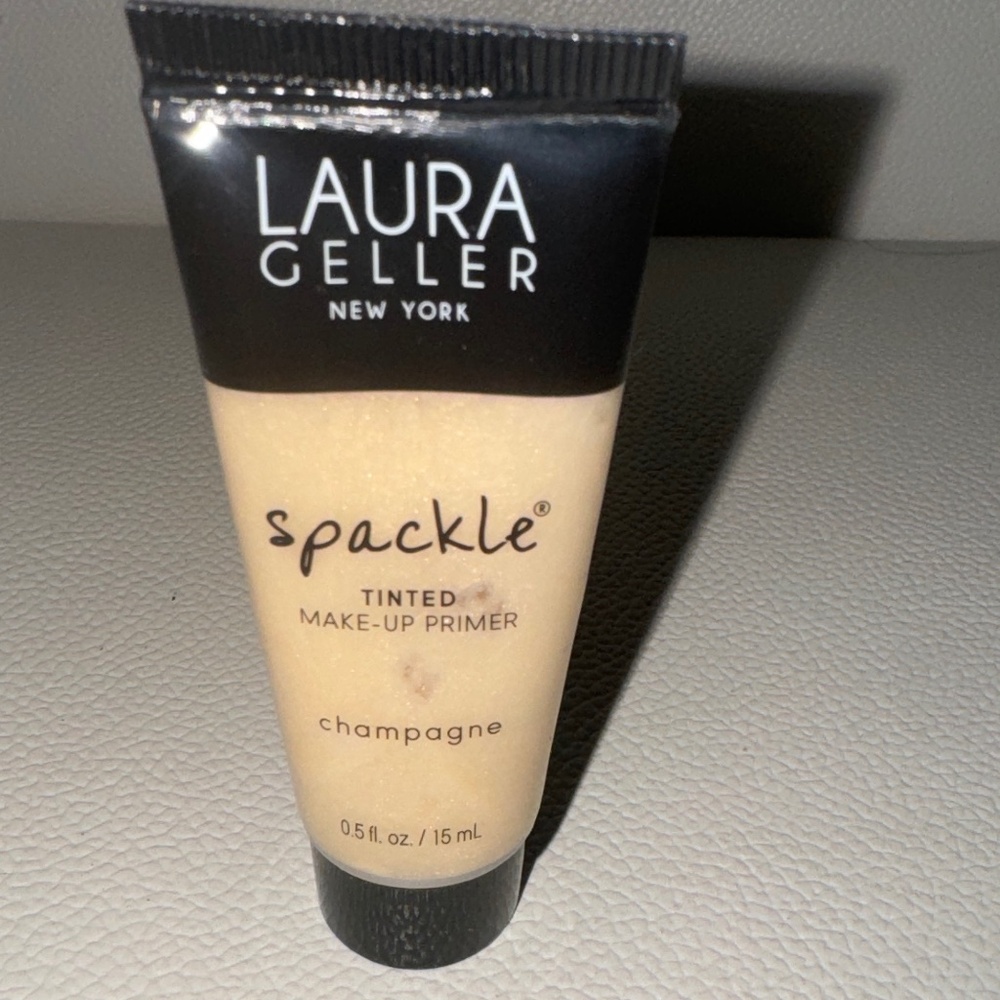 LAURA
GELLER
NEW YORK
spackle®
TINTED
MAKE-UP PRIMER
champagne
0.5 fl. oz. / 15 mL